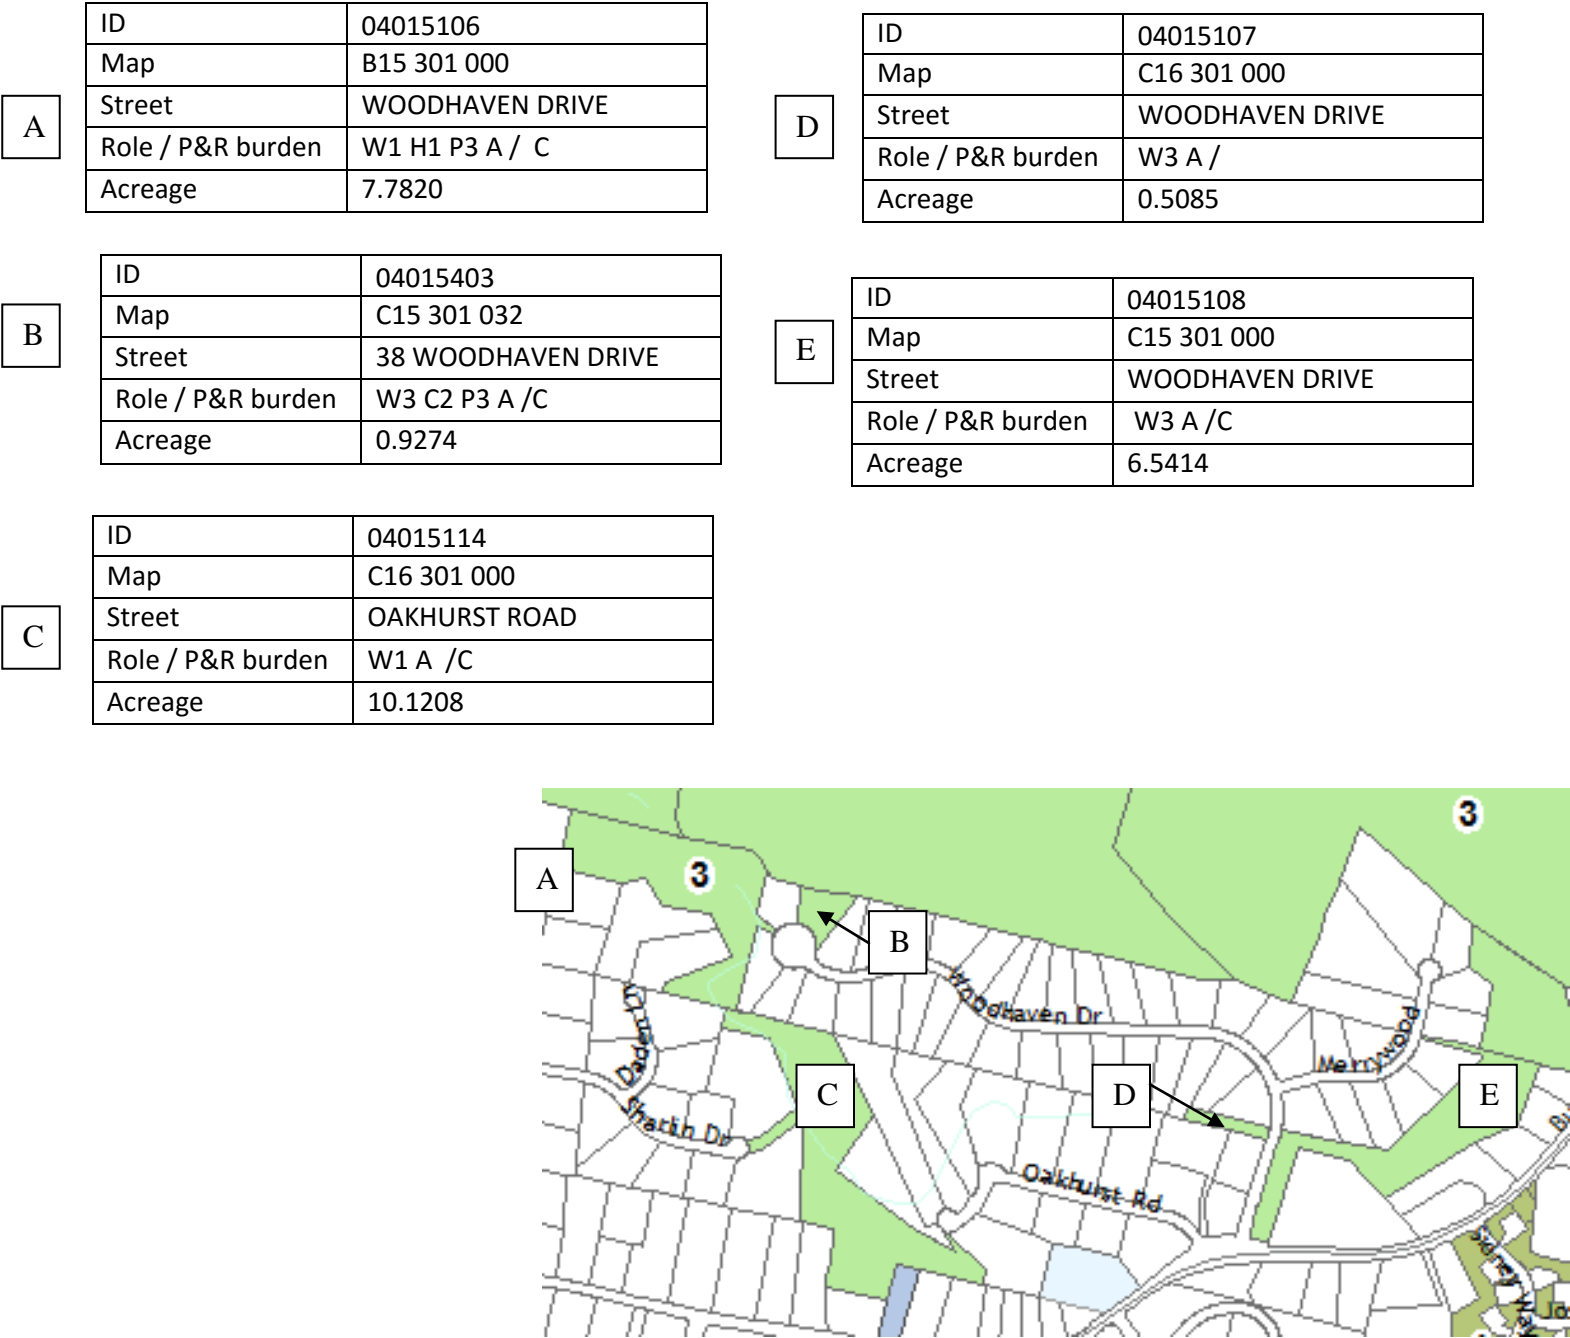 A
ID 04015106
Map B15 301 000
Street WOODHAVEN DRIVE
Role / P&R burden W1 H1 P3 A / C
Acreage 7.7820
B
ID 04015403
Map C15 301 032
Street 38 WOODHAVEN DRIVE
Role / P&R burden W3 C2 P3 A /C
Acreage 0.9274
C
ID 04015114
Map C16 301 000
Street OAKHURST ROAD
Role / P&R burden W1 A /C
Acreage 10.1208
D
ID 04015107
Map C16 301 000
Street WOODHAVEN DRIVE
Role / P&R burden W3 A /
Acreage 0.5085
E
ID 04015108
Map C15 301 000
Street WOODHAVEN DRIVE
Role / P&R burden W3 A /C
Acreage 6.5414
3
3
A
B
Woodhaven Dr
Merrywood
C
D
E
Sharlin Dr
Oakhurst Rd